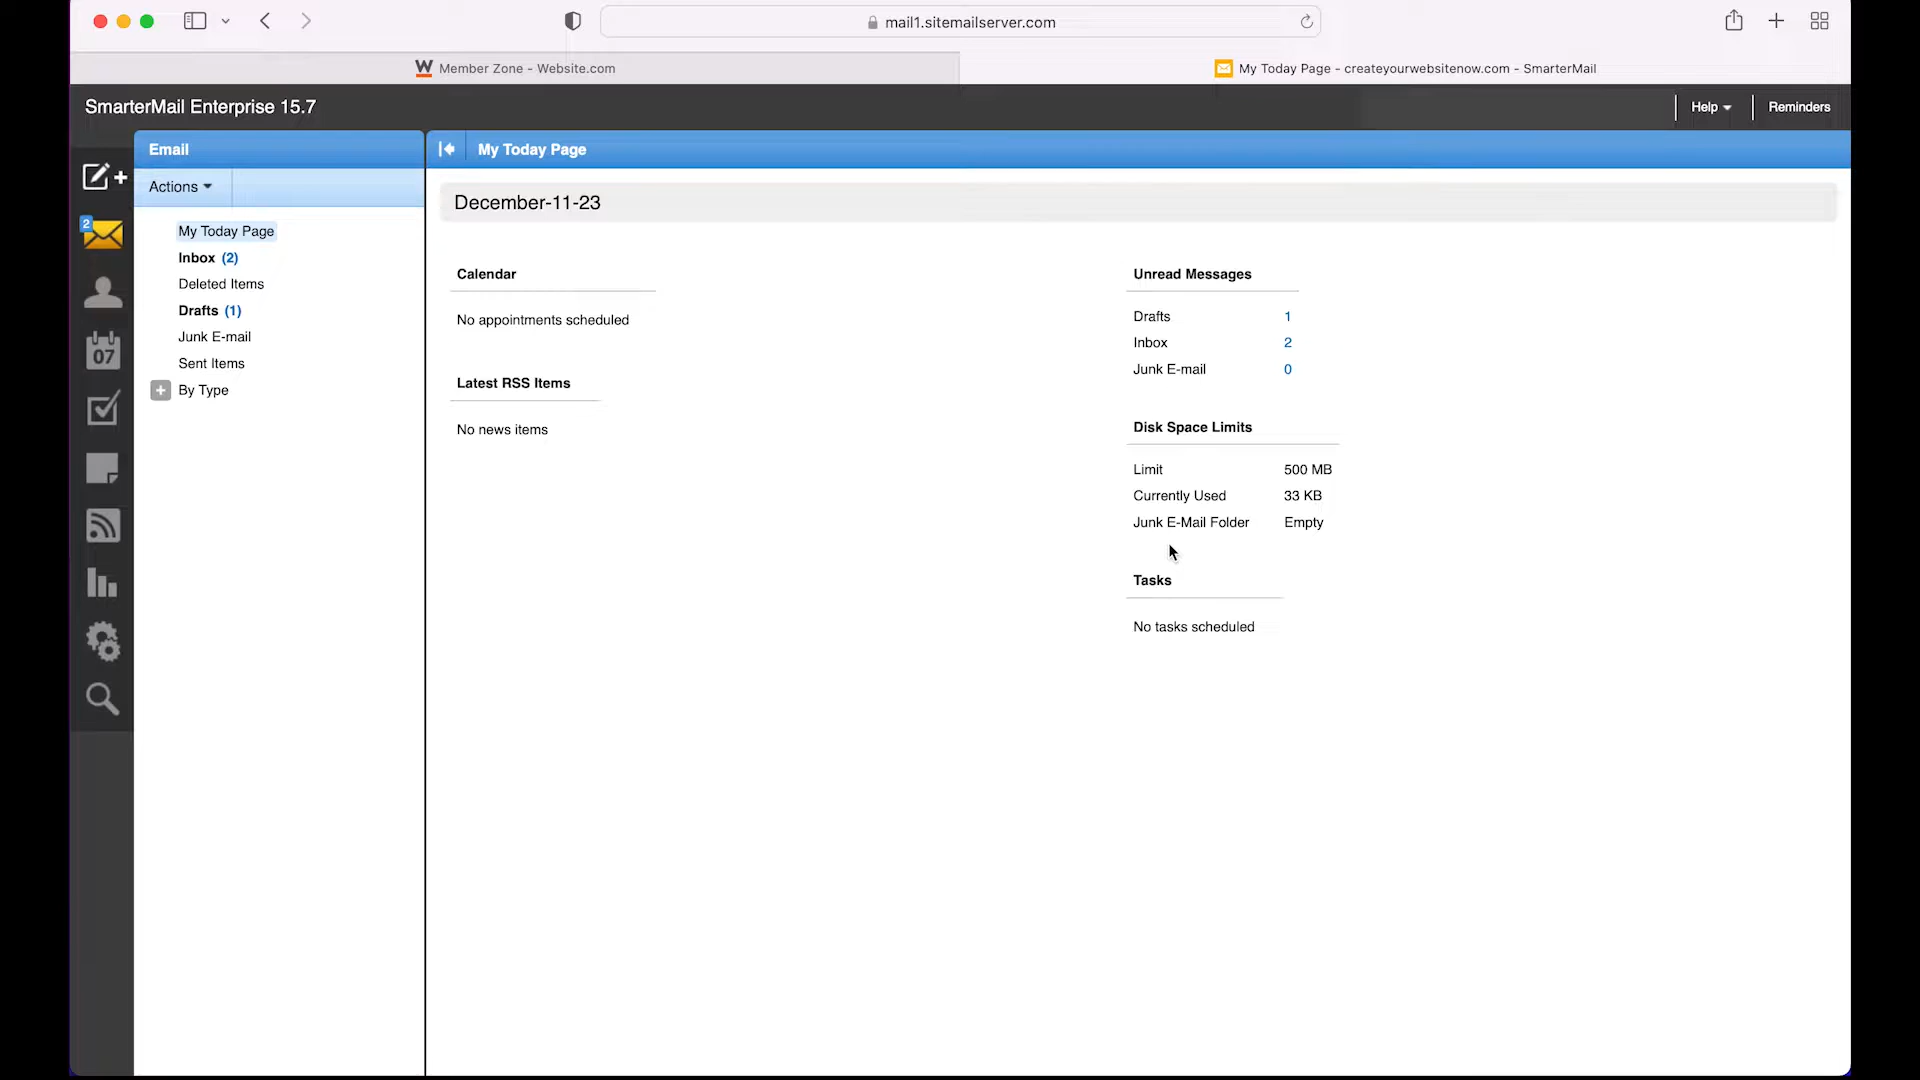 mail1.sitemailserver.com
W Member Zone - Website.com
My Today Page - createyourwebsitenow.com - SmarterMail
SmarterMail Enterprise 15.7
Help
Reminders
Email
My Today Page
Actions
December-11-23
2
My Today Page
Inbox (2)
Deleted Items
Drafts (1)
Junk E-mail
Sent Items
By Type
07
Calendar
No appointments scheduled
Latest RSS Items
No news items
Unread Messages
Drafts 1
Inbox 2
Junk E-mail 0
Disk Space Limits
Limit 500 MB
Currently Used 33 KB
Junk E-Mail Folder Empty
Tasks
No tasks scheduled